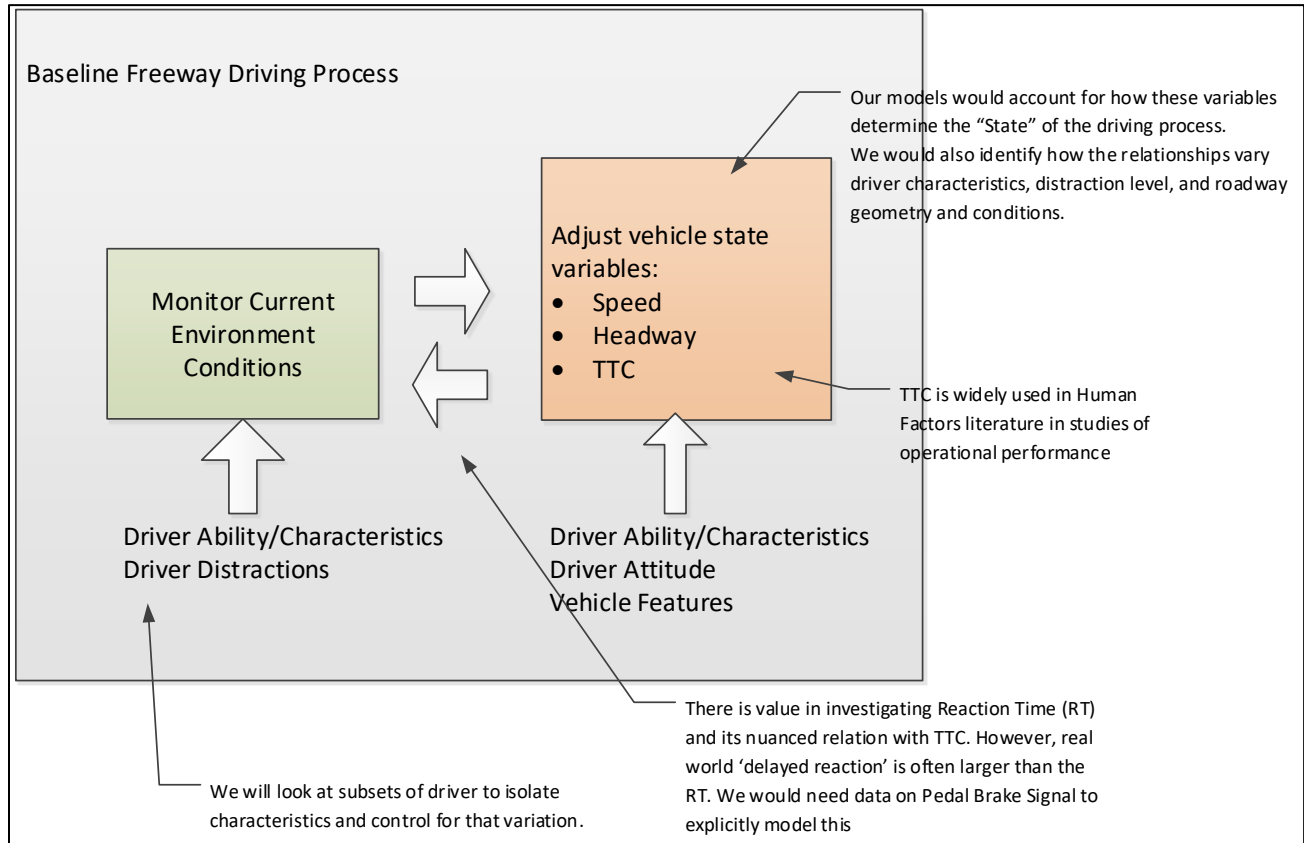 Baseline Freeway Driving Process
Our models would account for how these variables
determine the “State” of the driving process.
We would also identify how the relationships vary
driver characteristics, distraction level, and roadway
geometry and conditions.
Monitor Current
Environment
Conditions
Adjust vehicle state
variables:
• Speed
• Headway
• TTC
TTC is widely used in Human
Factors literature in studies of
operational performance
Driver Ability/Characteristics
Driver Distractions
Driver Ability/Characteristics
Driver Attitude
Vehicle Features
We will look at subsets of driver to isolate
characteristics and control for that variation.
There is value in investigating Reaction Time (RT)
and its nuanced relation with TTC. However, real
world ‘delayed reaction’ is often larger than the
RT. We would need data on Pedal Brake Signal to
explicitly model this